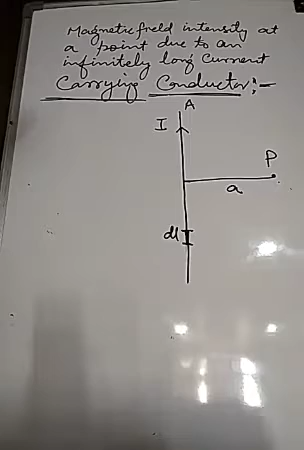 Magnetic field intensity at
a point due to an
infinitely long Current
Carrying Conductor:-
A
I
P
a
dl